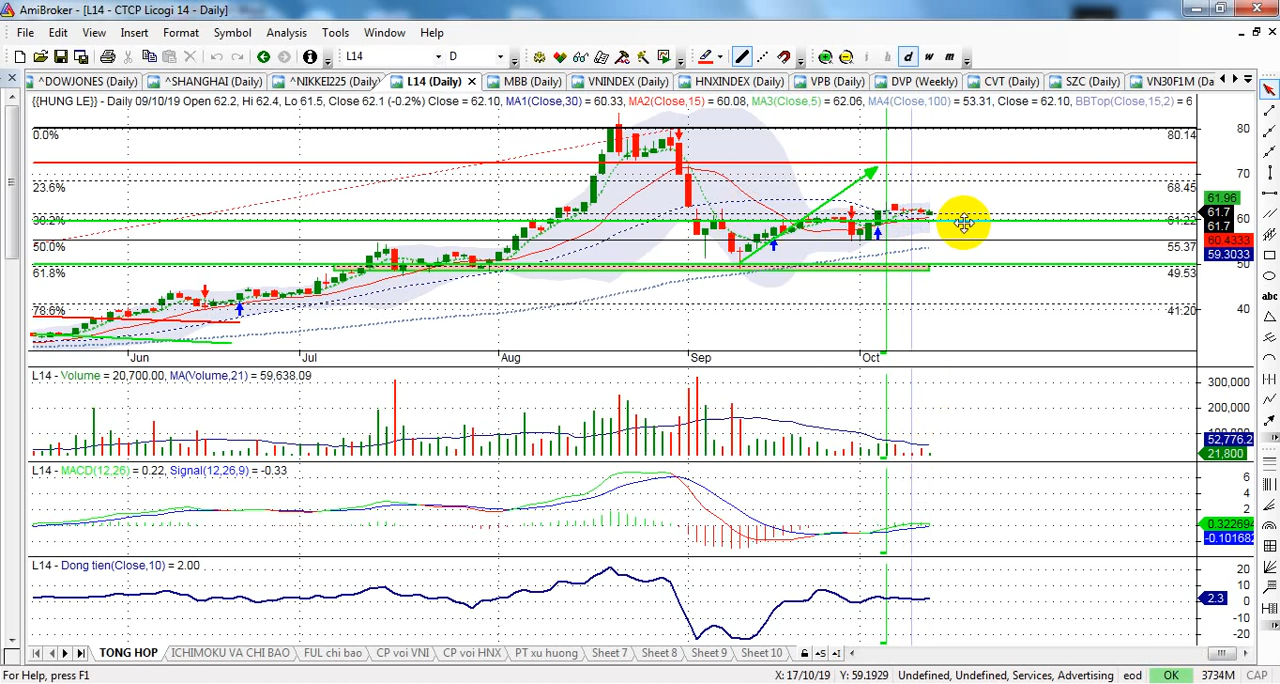 AmiBroker - [L14 - CTCP Licogi 14 - Daily]
File Edit View Insert Format Symbol Analysis Tools Window Help
L14 D i h d w m
^DOWJONES (Daily) ^SHANGHAI (Daily) ^NIKKEI225 (Daily) L14 (Daily) MBB (Daily) VNINDEX (Daily) HNXINDEX (Daily) VPB (Daily) DVP (Weekly) CVT (Daily) SZC (Daily) VN30F1M (Da
{{HUNG LE}} - Daily 09/10/19 Open 62.2, Hi 62.4, Lo 61.5, Close 62.1 (-0.2%) Close = 62.10, MA1(Close,30) = 60.33, MA2(Close,15) = 60.08, MA3(Close,5) = 62.06, MA4(Close,100) = 53.31, Close = 62.10, BBTop(Close,15,2) = 6
0.0% 80.14 80
70
23.6% 68.45
61.96
38.2% 61.22 60 61.7
61.7
50.0% 55.37 60.4333
59.3033
61.8% 49.53 50
78.6% 41.20 40
Jun Jul Aug Sep Oct
L14 - Volume = 20,700.00, MA(Volume,21) = 59,638.09
300,000
200,000
100,000
52,776.2
21,800
L14 - MACD(12,26) = 0.22, Signal(12,26,9) = -0.33
6
4
2
0.322694
-0.101682
L14 - Dong tien(Close,10) = 2.00
20
10
0 2.3
-10
-20
TONG HOP ICHIMOKU VA CHI BAO FUL chi bao CP voi VNI CP voi HNX PT xu huong Sheet 7 Sheet 8 Sheet 9 Sheet 10
abc
For Help, press F1 X: 17/10/19 Y: 59.1929 Undefined, Undefined, Services, Advertising eod OK 3734M CAP